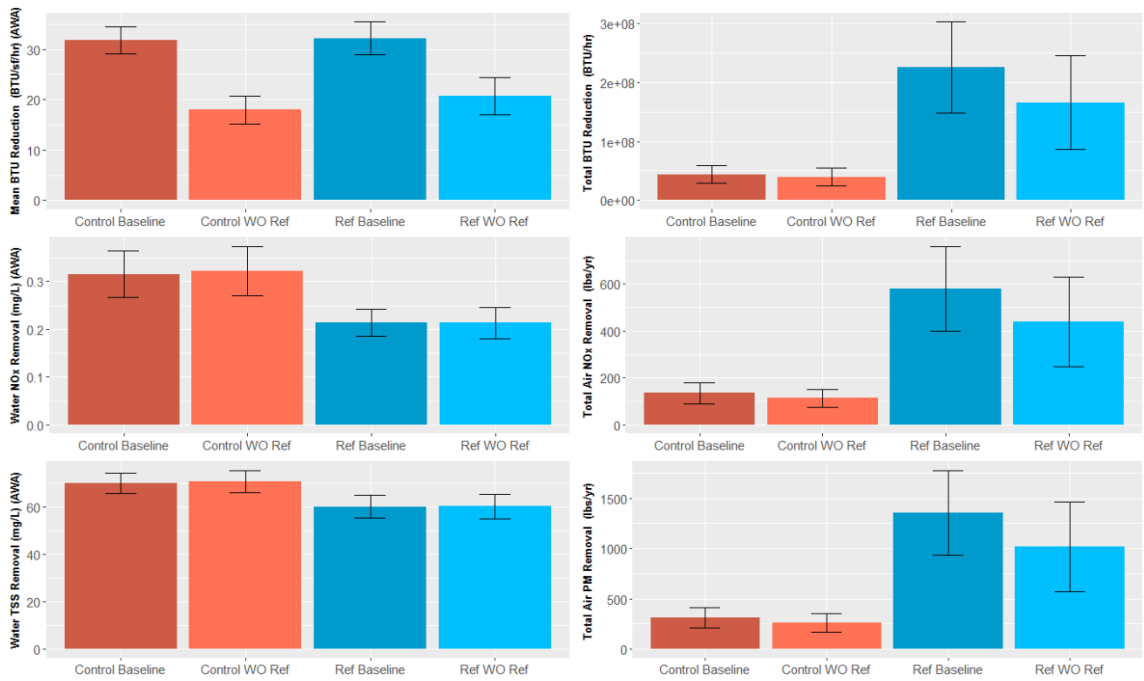 Mean BTU Reduction (BTU/sf/hr) (AWA)
30
20
10
0
Control Baseline Control WO Ref Ref Baseline Ref WO Ref
Total BTU Reduction (BTU/hr)
3e+08
2e+08
1e+08
0e+00
Control Baseline Control WO Ref Ref Baseline Ref WO Ref
Water NOx Removal (mg/L) (AWA)
0.3
0.2
0.1
0.0
Control Baseline Control WO Ref Ref Baseline Ref WO Ref
Total Air NOx Removal (lbs/yr)
600
400
200
0
Control Baseline Control WO Ref Ref Baseline Ref WO Ref
Water TSS Removal (mg/L) (AWA)
60
40
20
0
Control Baseline Control WO Ref Ref Baseline Ref WO Ref
Total Air PM Removal (lbs/yr)
1500
1000
500
0
Control Baseline Control WO Ref Ref Baseline Ref WO Ref